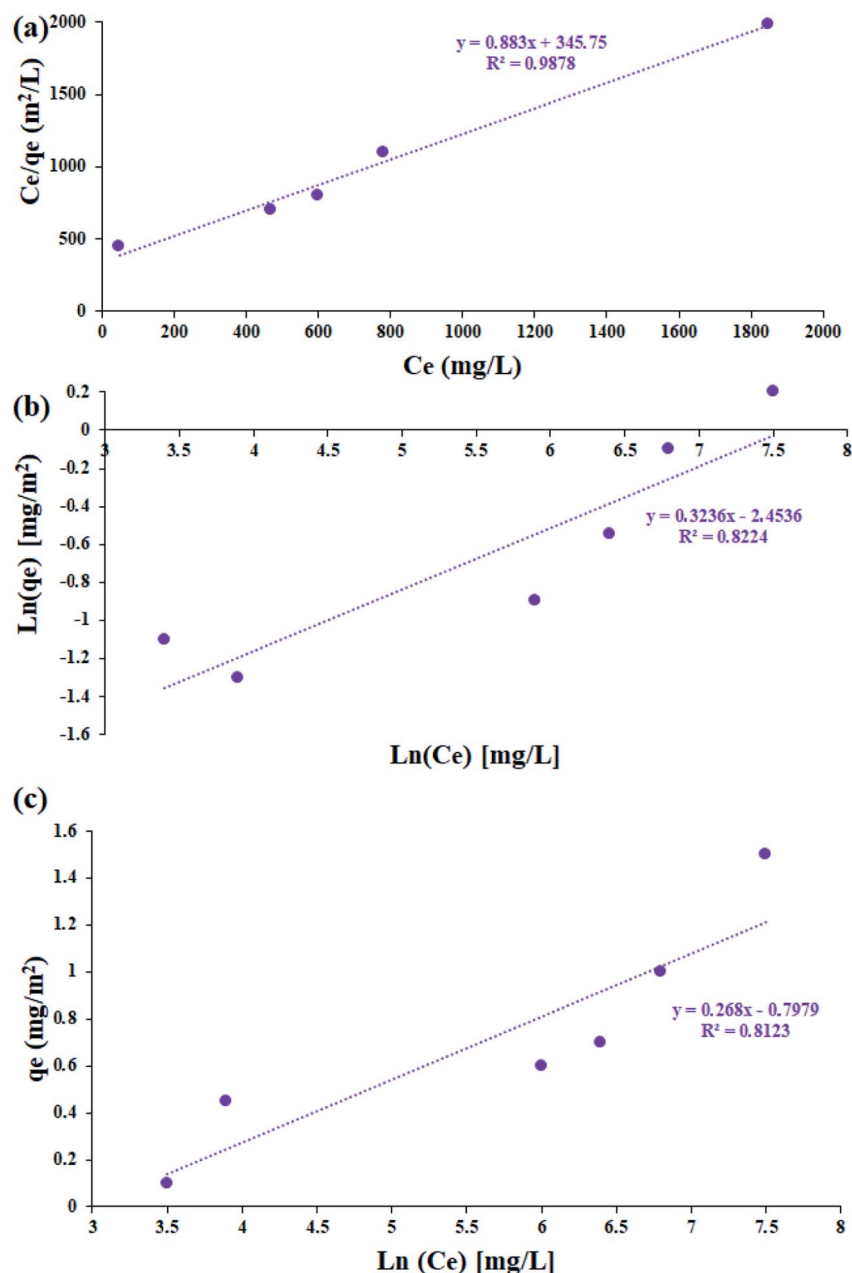 (a)
y = 0.883x + 345.75
R² = 0.9878
Ce/qe (m²/L)
2000
1500
1000
500
0
0 200 400 600 800 1000 1200 1400 1600 1800 2000
Ce (mg/L)
(b)
Ln(qe) [mg/m²]
0.2
0
3 3.5 4 4.5 5 5.5 6 6.5 7 7.5 8
-0.2
-0.4
y = 0.3236x - 2.4536
R² = 0.8224
-0.6
-0.8
-1
-1.2
-1.4
-1.6
Ln(Ce) [mg/L]
(c)
qe (mg/m²)
1.6
1.4
1.2
1
y = 0.268x - 0.7979
R² = 0.8123
0.8
0.6
0.4
0.2
0
3 3.5 4 4.5 5 5.5 6 6.5 7 7.5 8
Ln (Ce) [mg/L]